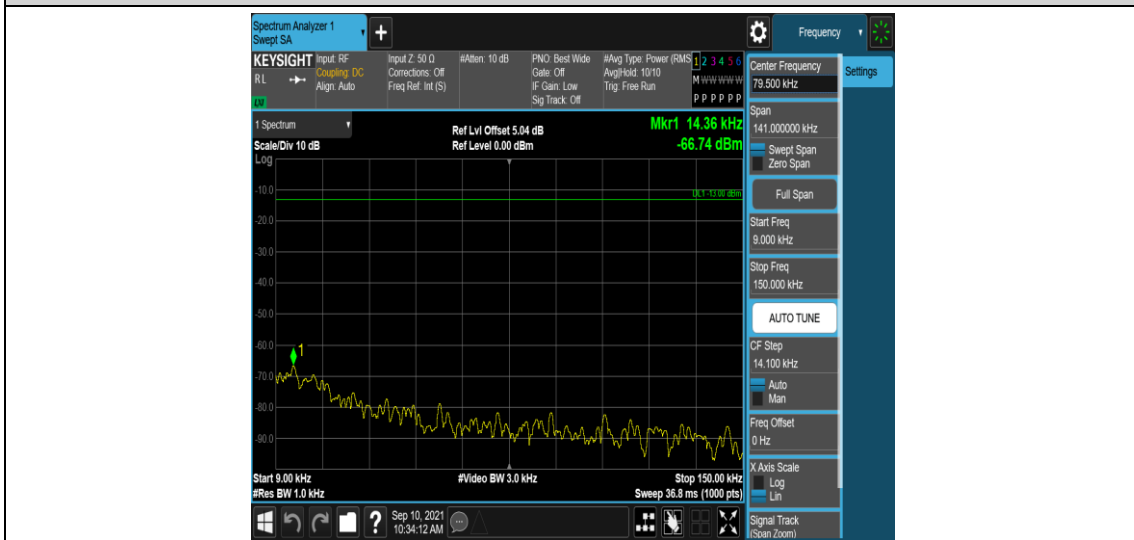 Spectrum Analyzer 1
Swept SA
Frequency
KEYSIGHT
RL
LNI
Input: RF
Coupling: DC
Align: Auto
Input Z: 50 Ω
Corrections: Off
Freq Ref: Int (S)
#Atten: 10 dB
PNO: Best Wide
Gate: Off
IF Gain: Low
Sig Track: Off
#Avg Type: Power (RMS
Avg|Hold: 10/10
Trig: Free Run
1 2 3 4 5 6
M W W W W W
P P P P P P
Center Frequency
79.500 kHz
Settings
1 Spectrum
Scale/Div 10 dB
Ref Lvl Offset 5.04 dB
Ref Level 0.00 dBm
Mkr1 14.36 kHz
-66.74 dBm
Span
141.000000 kHz
Swept Span
Zero Span
Full Span
Start Freq
9.000 kHz
Stop Freq
150.000 kHz
AUTO TUNE
CF Step
14.100 kHz
Auto
Man
Freq Offset
0 Hz
X Axis Scale
Log
Lin
Signal Track
(Span Zoom)
Log
DL1 -13.00 dBm
-10.0
-20.0
-30.0
-40.0
-50.0
-60.0
1
-70.0
-80.0
-90.0
Start 9.00 kHz
#Res BW 1.0 kHz
#Video BW 3.0 kHz
Stop 150.00 kHz
Sweep 36.8 ms (1000 pts)
?
Sep 10, 2021
10:34:12 AM